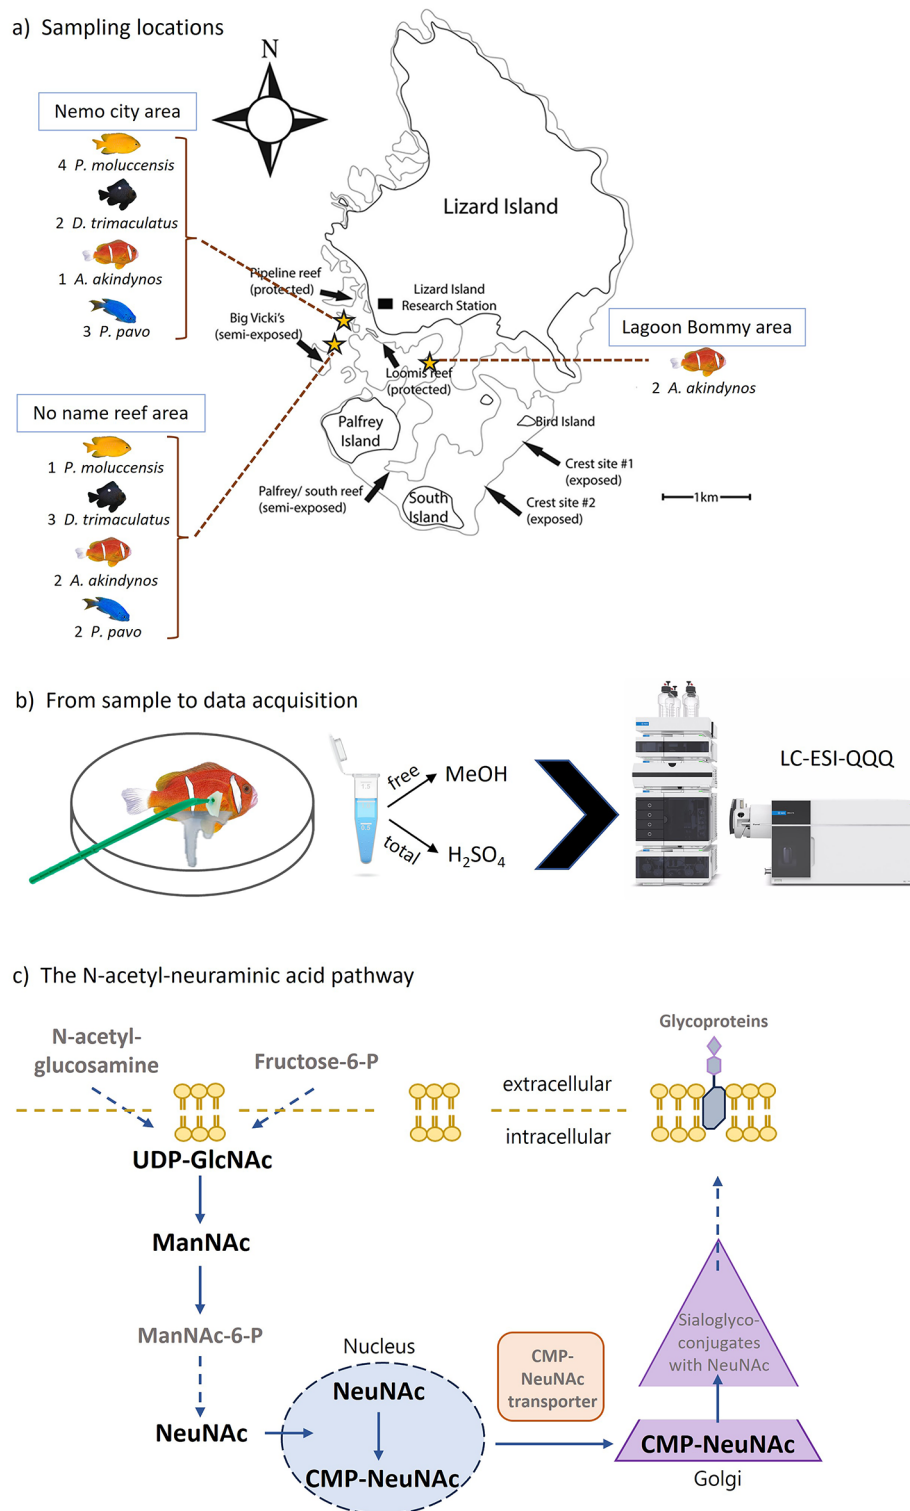 a) Sampling locations
N
Nemo city area
4 P. moluccensis
2 D. trimaculatus
1 A. akindynos
3 P. pavo
No name reef area
1 P. moluccensis
3 D. trimaculatus
2 A. akindynos
2 P. pavo
Lizard Island
Pipeline reef
(protected)
Lizard Island
Research Station
Big Vicki's
(semi-exposed)
Loomis reef
(protected)
Lagoon Bommy area
2 A. akindynos
Palfrey
Island
Bird Island
Crest site #1
(exposed)
Palfrey/ south reef
(semi-exposed)
South
Island
Crest site #2
(exposed)
1km
b) From sample to data acquisition
free
MeOH
total
H₂SO₄
LC-ESI-QQQ
c) The N-acetyl-neuraminic acid pathway
N-acetyl-
glucosamine
Fructose-6-P
Glycoproteins
extracellular
intracellular
UDP-GlcNAc
ManNAc
ManNAc-6-P
NeuNAc
Nucleus
NeuNAc
CMP-NeuNAc
CMP-
NeuNAc
transporter
Sialoglyco-
conjugates
with NeuNAc
CMP-NeuNAc
Golgi